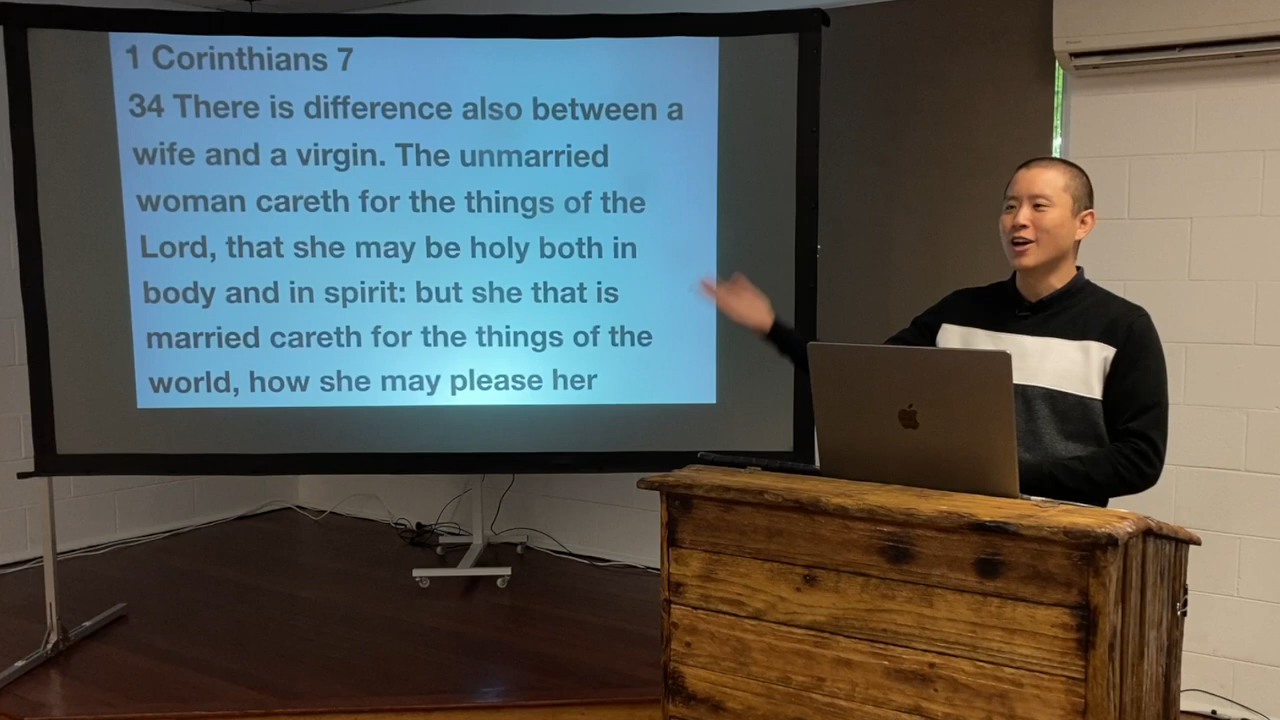 1 Corinthians 7
34 There is difference also between a
wife and a virgin. The unmarried
woman careth for the things of the
Lord, that she may be holy both in
body and in spirit: but she that is
married careth for the things of the
world, how she may please her